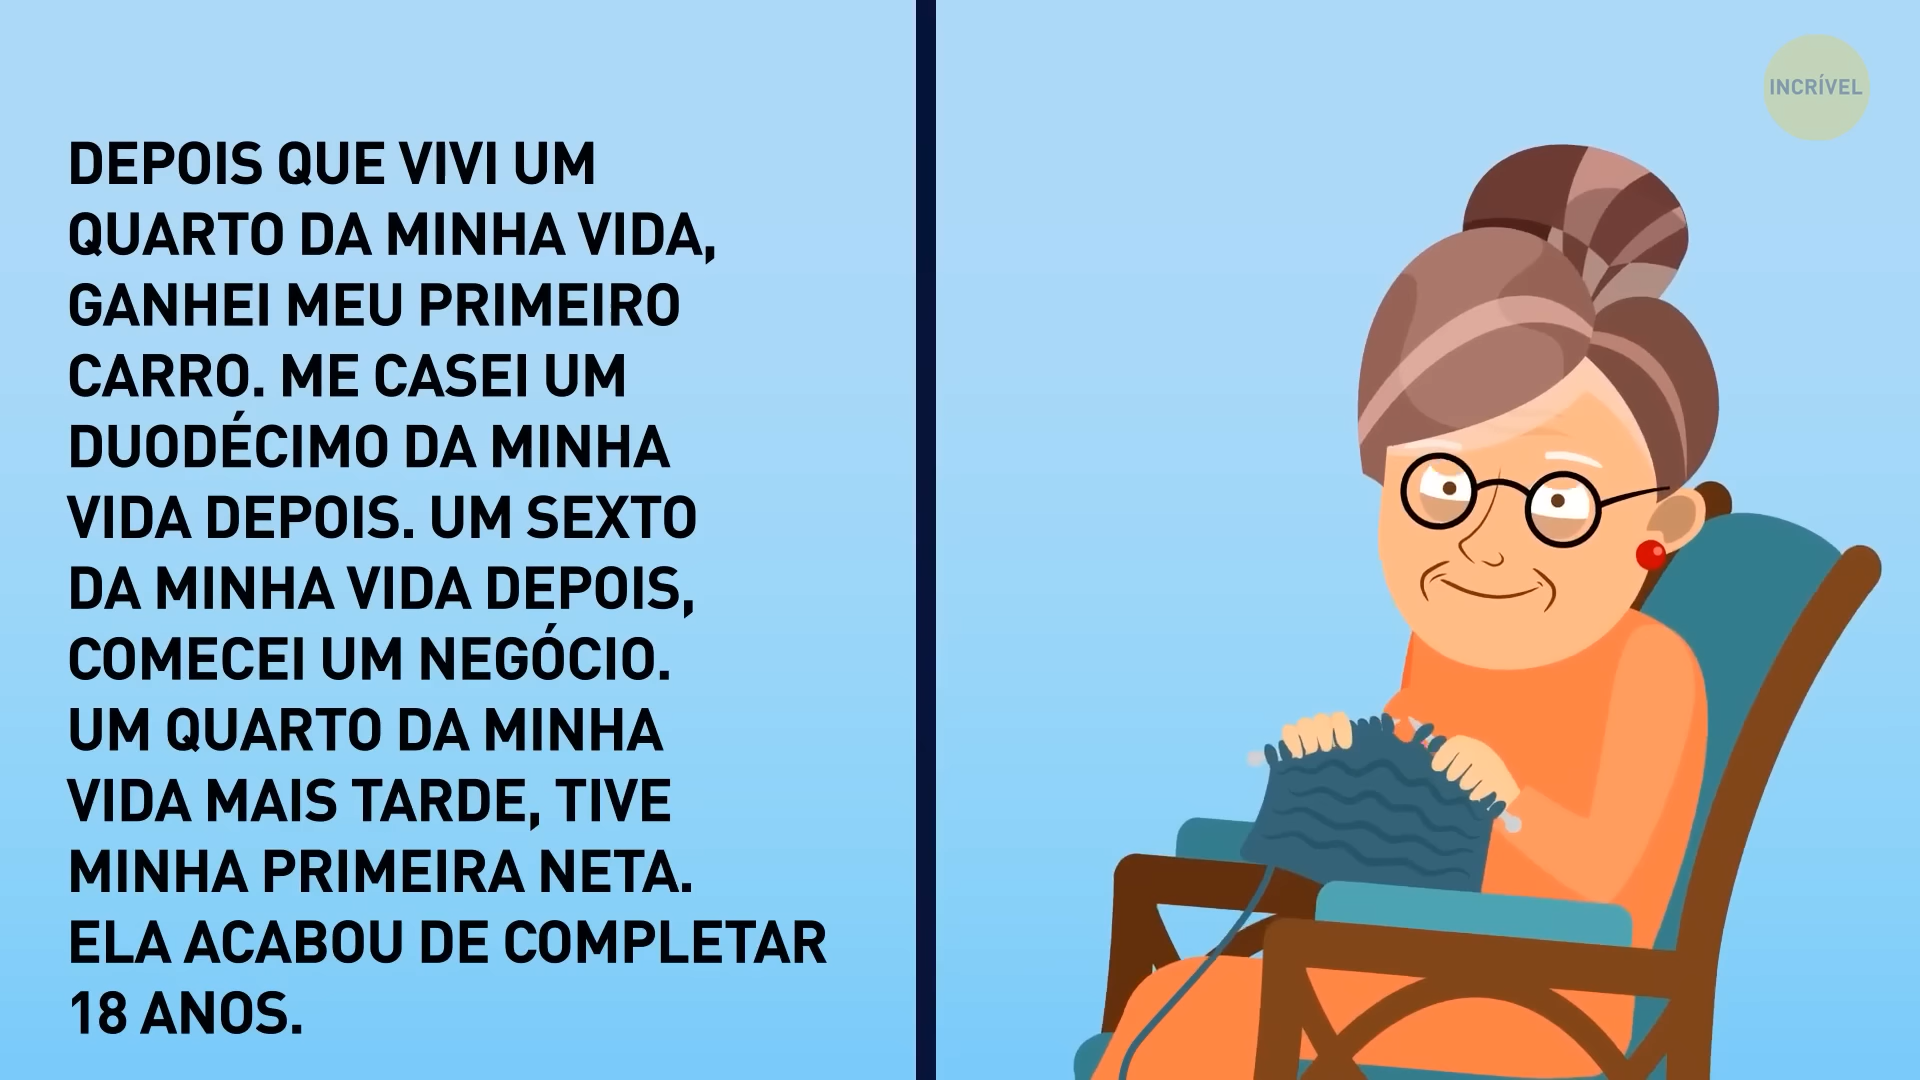 DEPOIS QUE VIVI UM
QUARTO DA MINHA VIDA,
GANHEI MEU PRIMEIRO
CARRO. ME CASEI UM
DUODÉCIMO DA MINHA
VIDA DEPOIS. UM SEXTO
DA MINHA VIDA DEPOIS,
COMECEI UM NEGÓCIO.
UM QUARTO DA MINHA
VIDA MAIS TARDE, TIVE
MINHA PRIMEIRA NETA.
ELA ACABOU DE COMPLETAR
18 ANOS.
INCRÍVEL